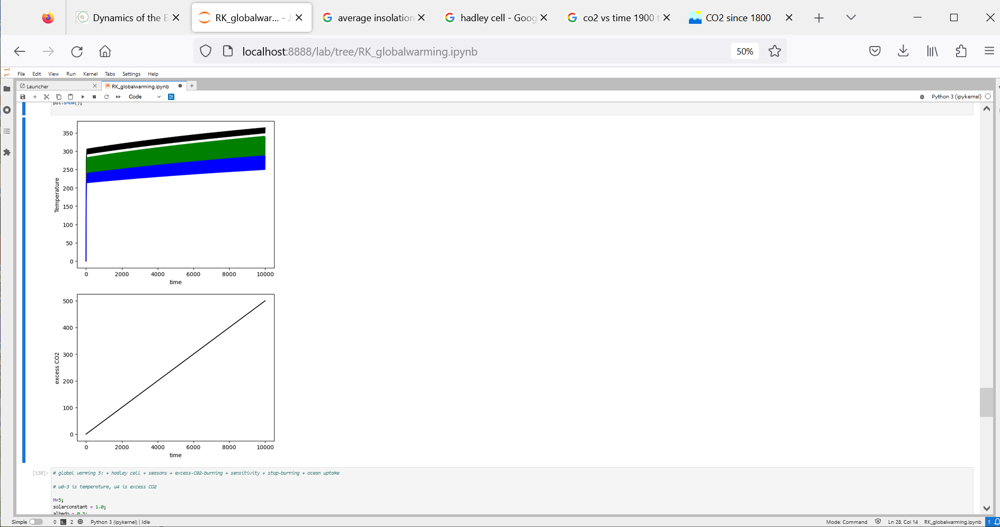 Dynamics of the E
RK_globalwar... - J
average insolation
hadley cell - Goog
co2 vs time 1900 t
CO2 since 1800
localhost:8888/lab/tree/RK_globalwarming.ipynb
50%
File Edit View Run Kernel Tabs Settings Help
Launcher
RK_globalwarming.ipynb
Code
Python 3 (ipykernel)
plt.show();
350
300
250
200
150
100
50
0
Temperature
0 2000 4000 6000 8000 10000
time
500
400
300
200
100
0
excess CO2
0 2000 4000 6000 8000 10000
time
[138]:
# global warming 5: + hadley cell + seasons + excess-C02-burning + sensitivity + stop-burning + ocean uptake
# u0-3 is temperature, u4 is excess CO2
M=5;
solarconstant = 1.0;
albedo = 0.3;
Simple 0 2 Python 3 (ipykernel) | Idle
Mode: Command Ln 28, Col 14 RK_globalwarming.ipynb 1